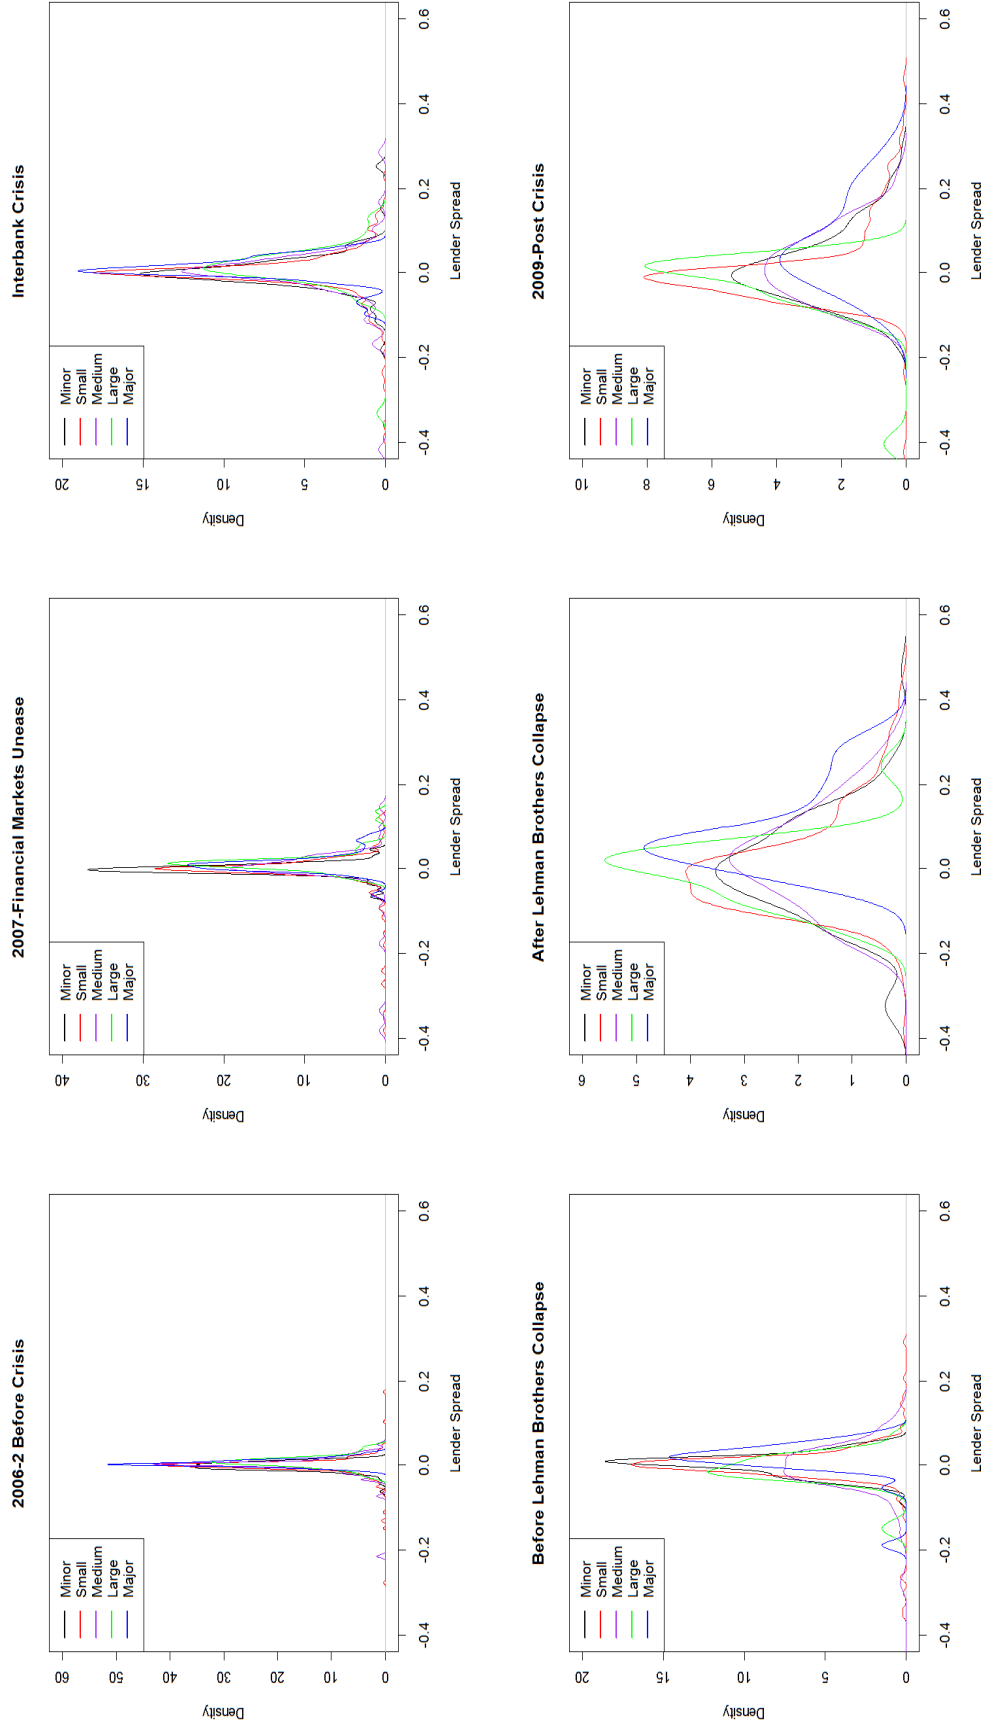 2006-2 Before Crisis
Minor
Small
Medium
Large
Major
Density
0
10
20
30
40
50
60
-0.4
-0.2
0.0
0.2
0.4
0.6
Lender Spread
2007-Financial Markets Unease
Minor
Small
Medium
Large
Major
Density
0
10
20
30
40
-0.4
-0.2
0.0
0.2
0.4
0.6
Lender Spread
Interbank Crisis
Minor
Small
Medium
Large
Major
Density
0
5
10
15
20
-0.4
-0.2
0.0
0.2
0.4
0.6
Lender Spread
Before Lehman Brothers Collapse
Minor
Small
Medium
Large
Major
Density
0
5
10
15
20
-0.4
-0.2
0.0
0.2
0.4
0.6
Lender Spread
After Lehman Brothers Collapse
Minor
Small
Medium
Large
Major
Density
0
1
2
3
4
5
6
-0.4
-0.2
0.0
0.2
0.4
0.6
Lender Spread
2009-Post Crisis
Minor
Small
Medium
Large
Major
Density
0
2
4
6
8
10
-0.4
-0.2
0.0
0.2
0.4
0.6
Lender Spread